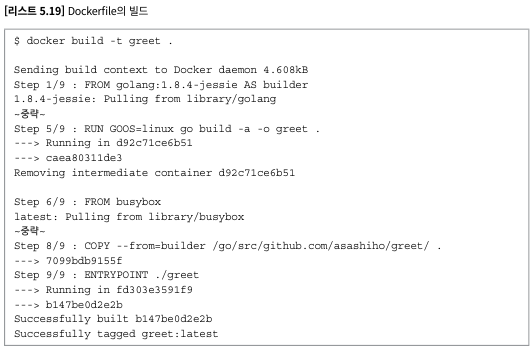 [리스트 5.19] Dockerfile의 빌드
$ docker build -t greet .
Sending build context to Docker daemon 4.608kB
Step 1/9 : FROM golang:1.8.4-jessie AS builder
1.8.4-jessie: Pulling from library/golang
~중략~
Step 5/9 : RUN GOOS=linux go build -a -o greet .
---> Running in d92c71ce6b51
---> caea80311de3
Removing intermediate container d92c71ce6b51
Step 6/9 : FROM busybox
latest: Pulling from library/busybox
~중략~
Step 8/9 : COPY --from=builder /go/src/github.com/asashiho/greet/ .
---> 7099bdb9155f
Step 9/9 : ENTRYPOINT ./greet
---> Running in fd303e3591f9
---> b147be0d2e2b
Successfully built b147be0d2e2b
Successfully tagged greet:latest